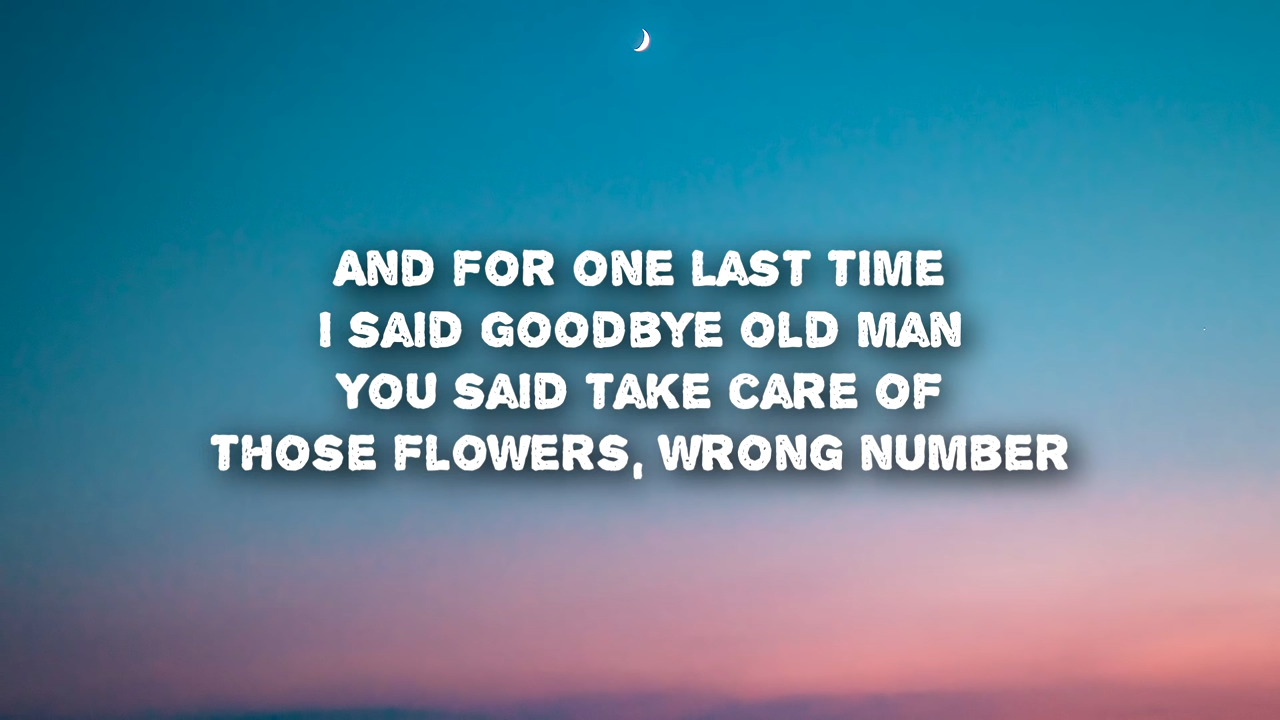 AND FOR ONE LAST TIME
I SAID GOODBYE OLD MAN
YOU SAID TAKE CARE OF
THOSE FLOWERS, WRONG NUMBER